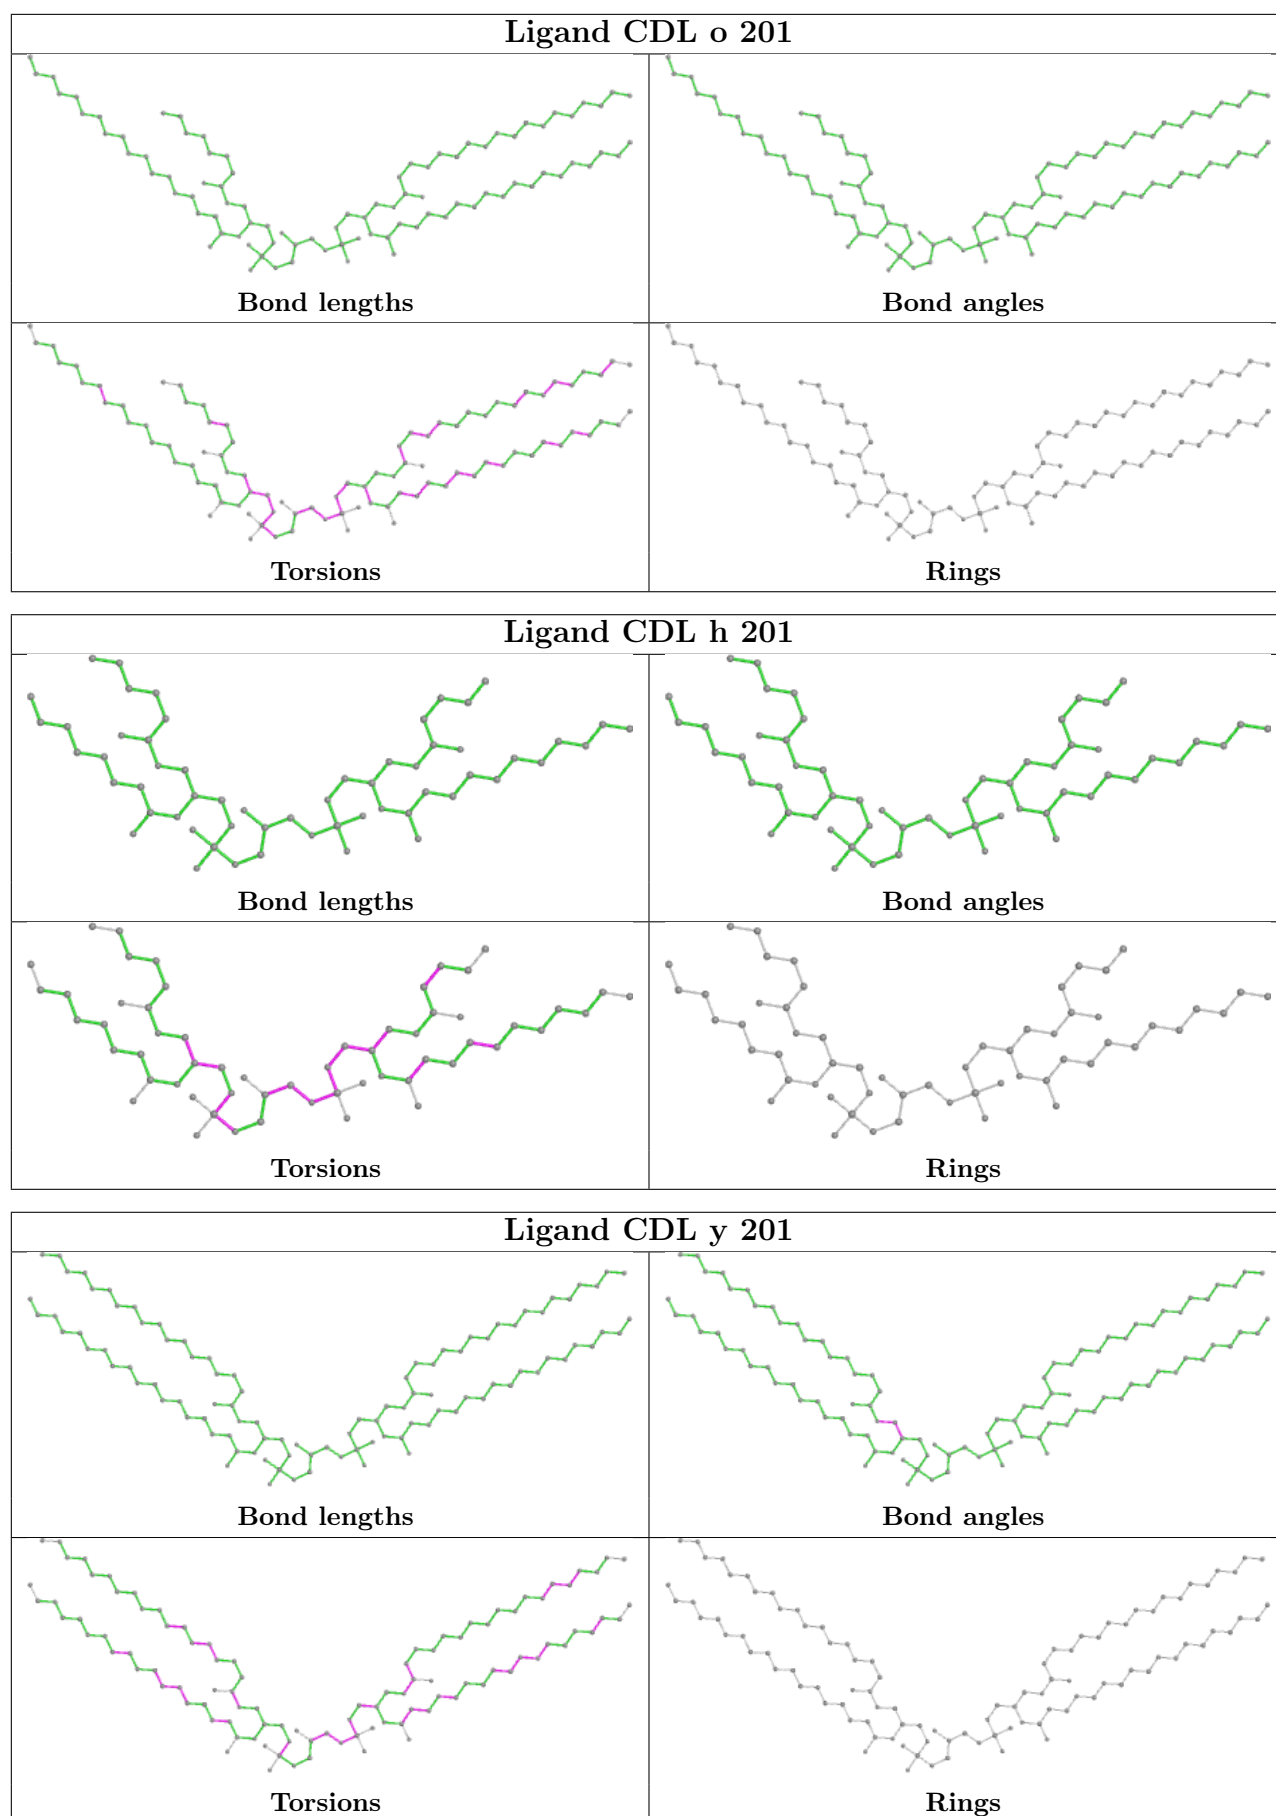 Ligand CDL o 201
Bond lengths
Bond angles
Torsions
Rings
Ligand CDL h 201
Bond lengths
Bond angles
Torsions
Rings
Ligand CDL y 201
Bond lengths
Bond angles
Torsions
Rings